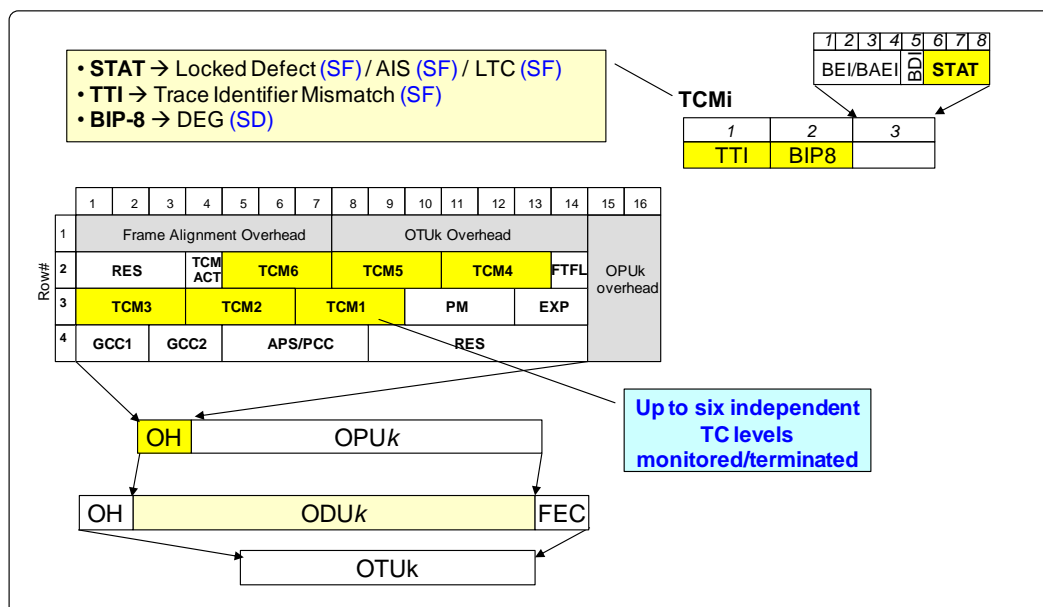 • STAT → Locked Defect (SF) / AIS (SF) / LTC (SF)
• TTI → Trace Identifier Mismatch (SF)
• BIP-8 → DEG (SD)
1 2 3 4 5 6 7 8
BEI/BAEI BDI STAT
TCMi
1 2 3
TTI BIP8
1 2 3 4 5 6 7 8 9 10 11 12 13 14 15 16
Row#
1 Frame Alignment Overhead OTUk Overhead
2 RES TCM ACT TCM6 TCM5 TCM4 FTFL
OPUk overhead
3 TCM3 TCM2 TCM1 PM EXP
4 GCC1 GCC2 APS/PCC RES
Up to six independent
TC levels
monitored/terminated
OH OPUk
OH ODUk FEC
OTUk